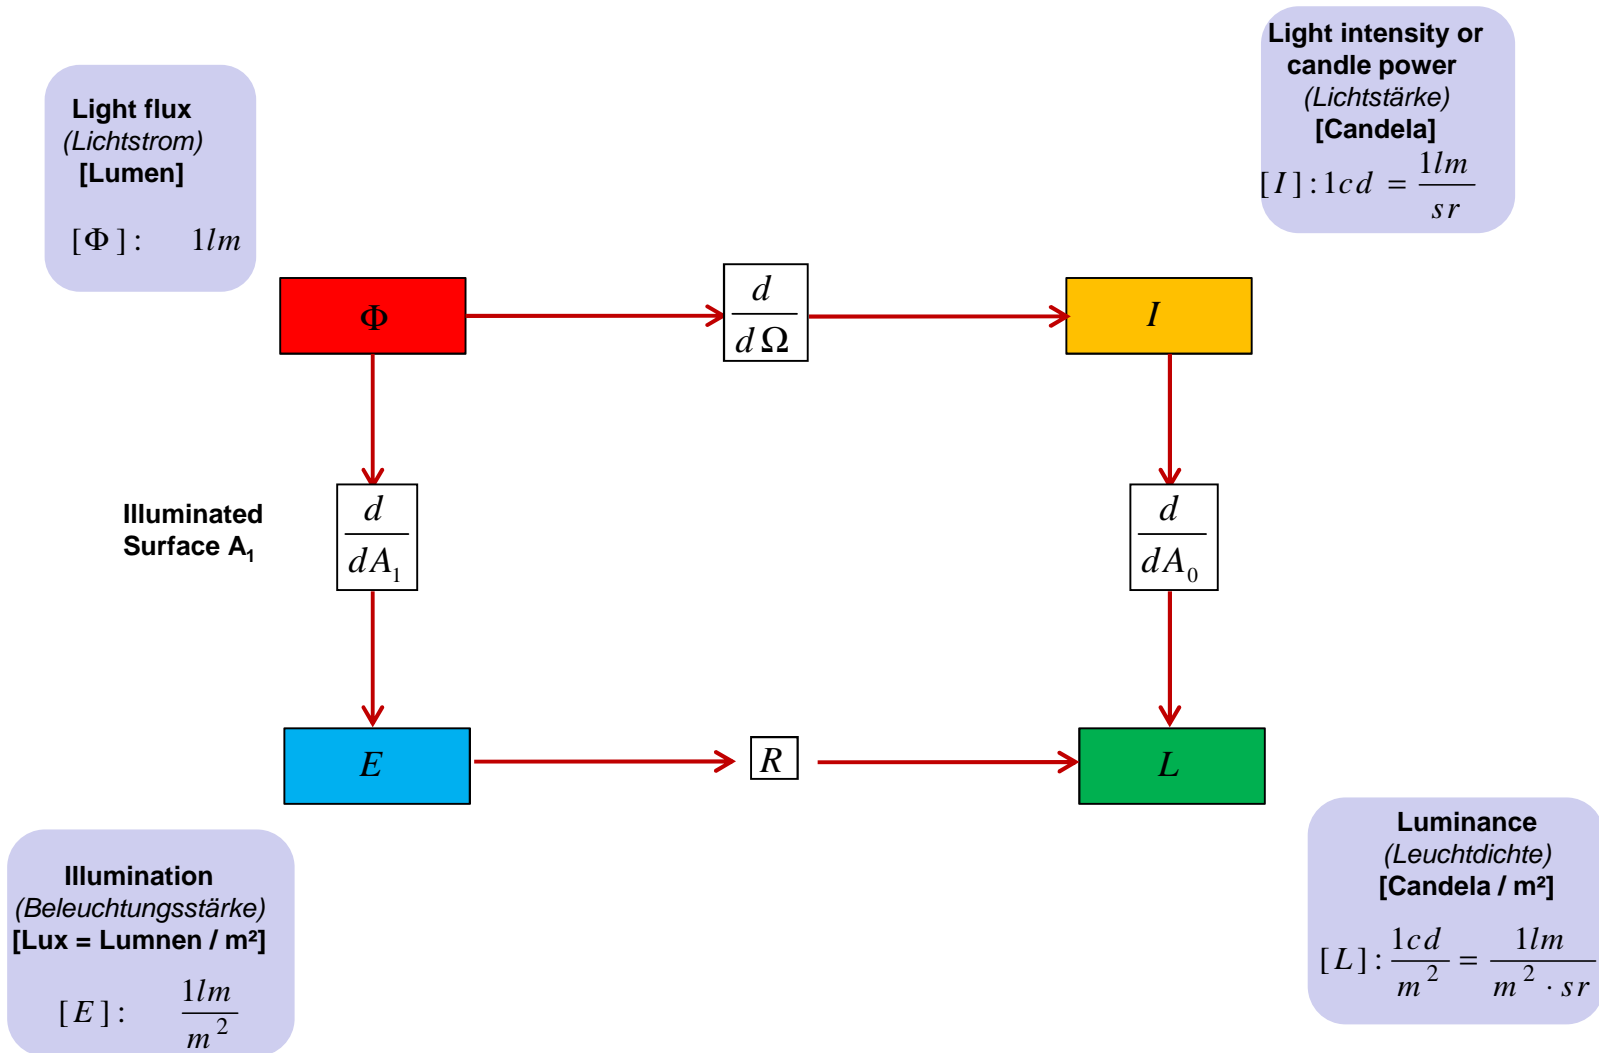 Light flux
(Lichtstrom)
[Lumen]
[Φ]: 1lm
Light intensity or
candle power
(Lichtstärke)
[Candela]
[I]: 1cd = 1lm / sr
Φ
d / dΩ
I
Illuminated
Surface A₁
d / dA₁
d / dA₀
E
R
L
Illumination
(Beleuchtungsstärke)
[Lux = Lumnen / m²]
[E]: 1lm / m²
Luminance
(Leuchtdichte)
[Candela / m²]
[L]: 1cd / m² = 1lm / m² · sr